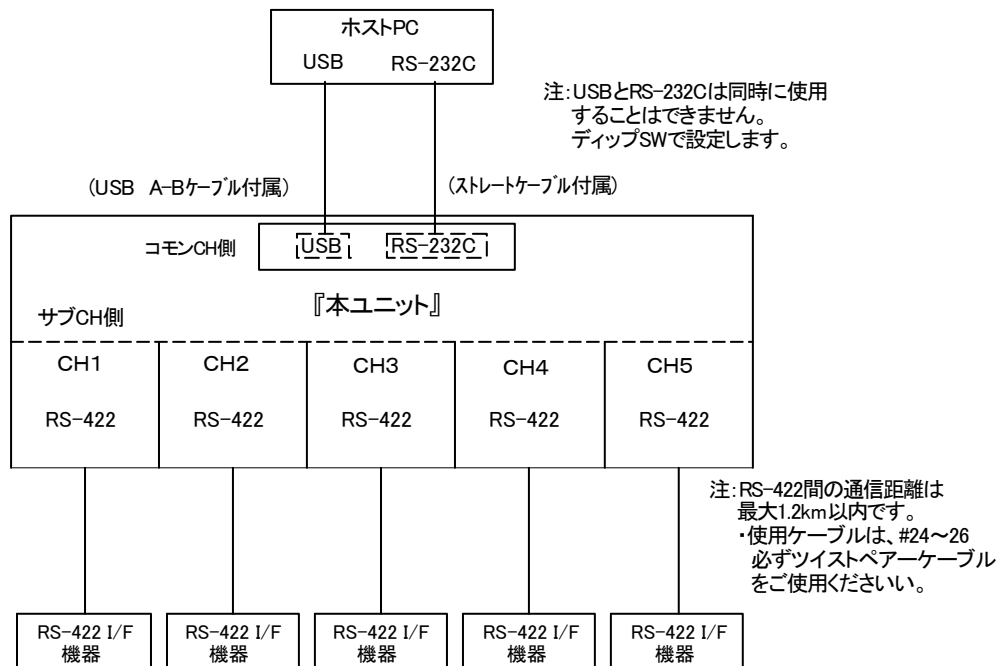 ホストPC
USB RS-232C
注:USBとRS-232Cは同時に使用
することはできません。
ディップSWで設定します。
(USB A-Bケーブル付属)
(ストレートケーブル付属)
コモンCH側
USB RS-232C
『本ユニット』
サブCH側
CH1 CH2 CH3 CH4 CH5
RS-422 RS-422 RS-422 RS-422 RS-422
注:RS-422間の通信距離は
最大1.2km以内です。
・使用ケーブルは、#24～26
必ずツイストペアーケーブル
をご使用くださいい。
RS-422 I/F RS-422 I/F RS-422 I/F RS-422 I/F RS-422 I/F
機器 機器 機器 機器 機器